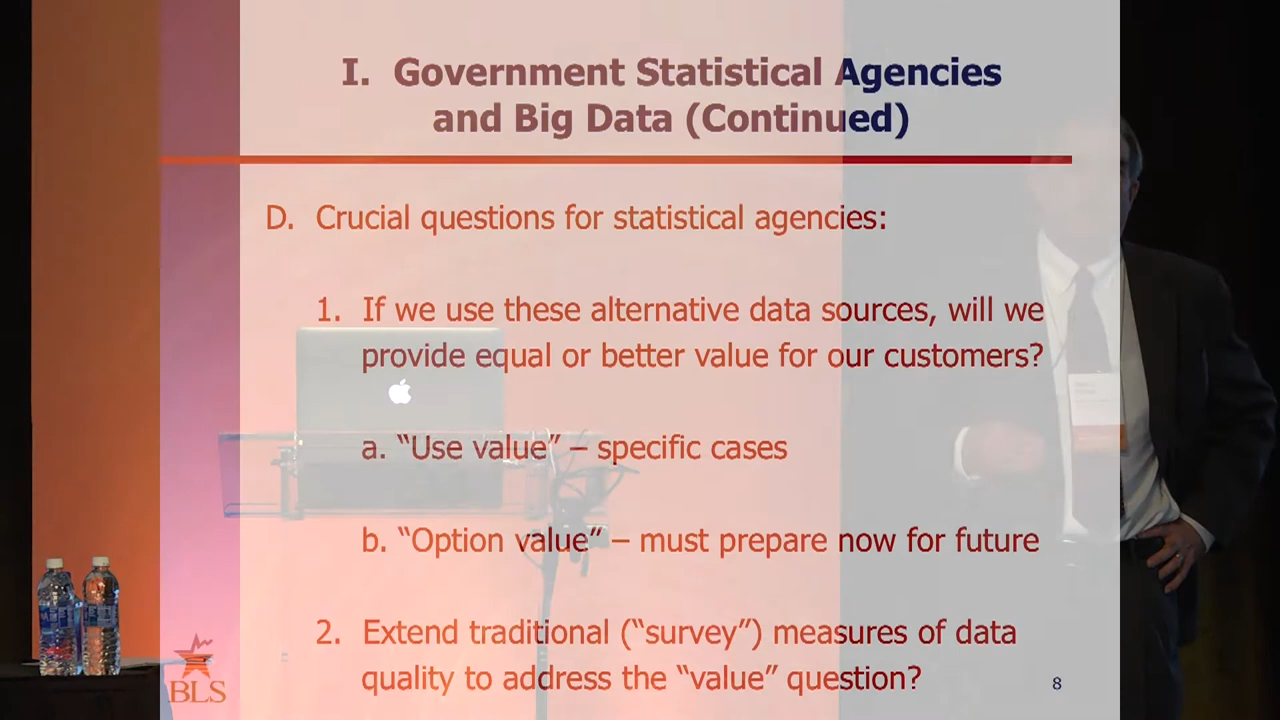 I. Government Statistical Agencies
and Big Data (Continued)
D. Crucial questions for statistical agencies:
1. If we use these alternative data sources, will we
provide equal or better value for our customers?
a. “Use value” – specific cases
b. “Option value” – must prepare now for future
2. Extend traditional (“survey”) measures of data
quality to address the “value” question?
BLS
8